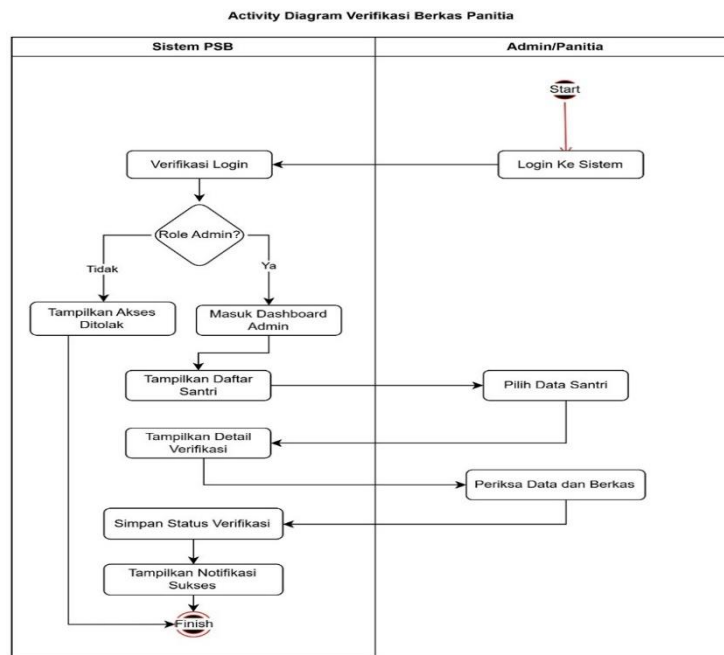 Activity Diagram Verifikasi Berkas Panitia
Sistem PSB
Admin/Panitia
Start
Verifikasi Login
Login Ke Sistem
Role Admin?
Tidak
Ya
Tampilkan Akses
Ditolak
Masuk Dashboard
Admin
Tampilkan Daftar
Santri
Pilih Data Santri
Tampilkan Detail
Verifikasi
Periksa Data dan Berkas
Simpan Status Verifikasi
Tampilkan Notifikasi
Sukses
Finish